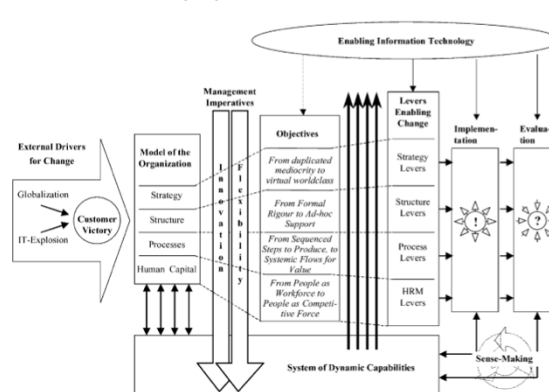 Enabling Information Technology
Management
Imperatives
External Drivers
for Change
Globalization
Customer
Victory
IT-Explosion
Model of the
Organization
Strategy
Structure
Processes
Human Capital
Innovation
Flexibility
Objectives
From duplicated
mediocrity to
virtual worldclass
From Formal
Rigour to Ad-hoc
Support
From Sequenced
Steps to Produce, to
Systemic Flows for
Value
From People as
Workforce to
People as Competi-
tive Force
Levers
Enabling
Change
Strategy
Levers
Structure
Levers
Process
Levers
HRM
Levers
Implemen-
tation
!
Evalua-
?
System of Dynamic Capabilities
Sense-Making